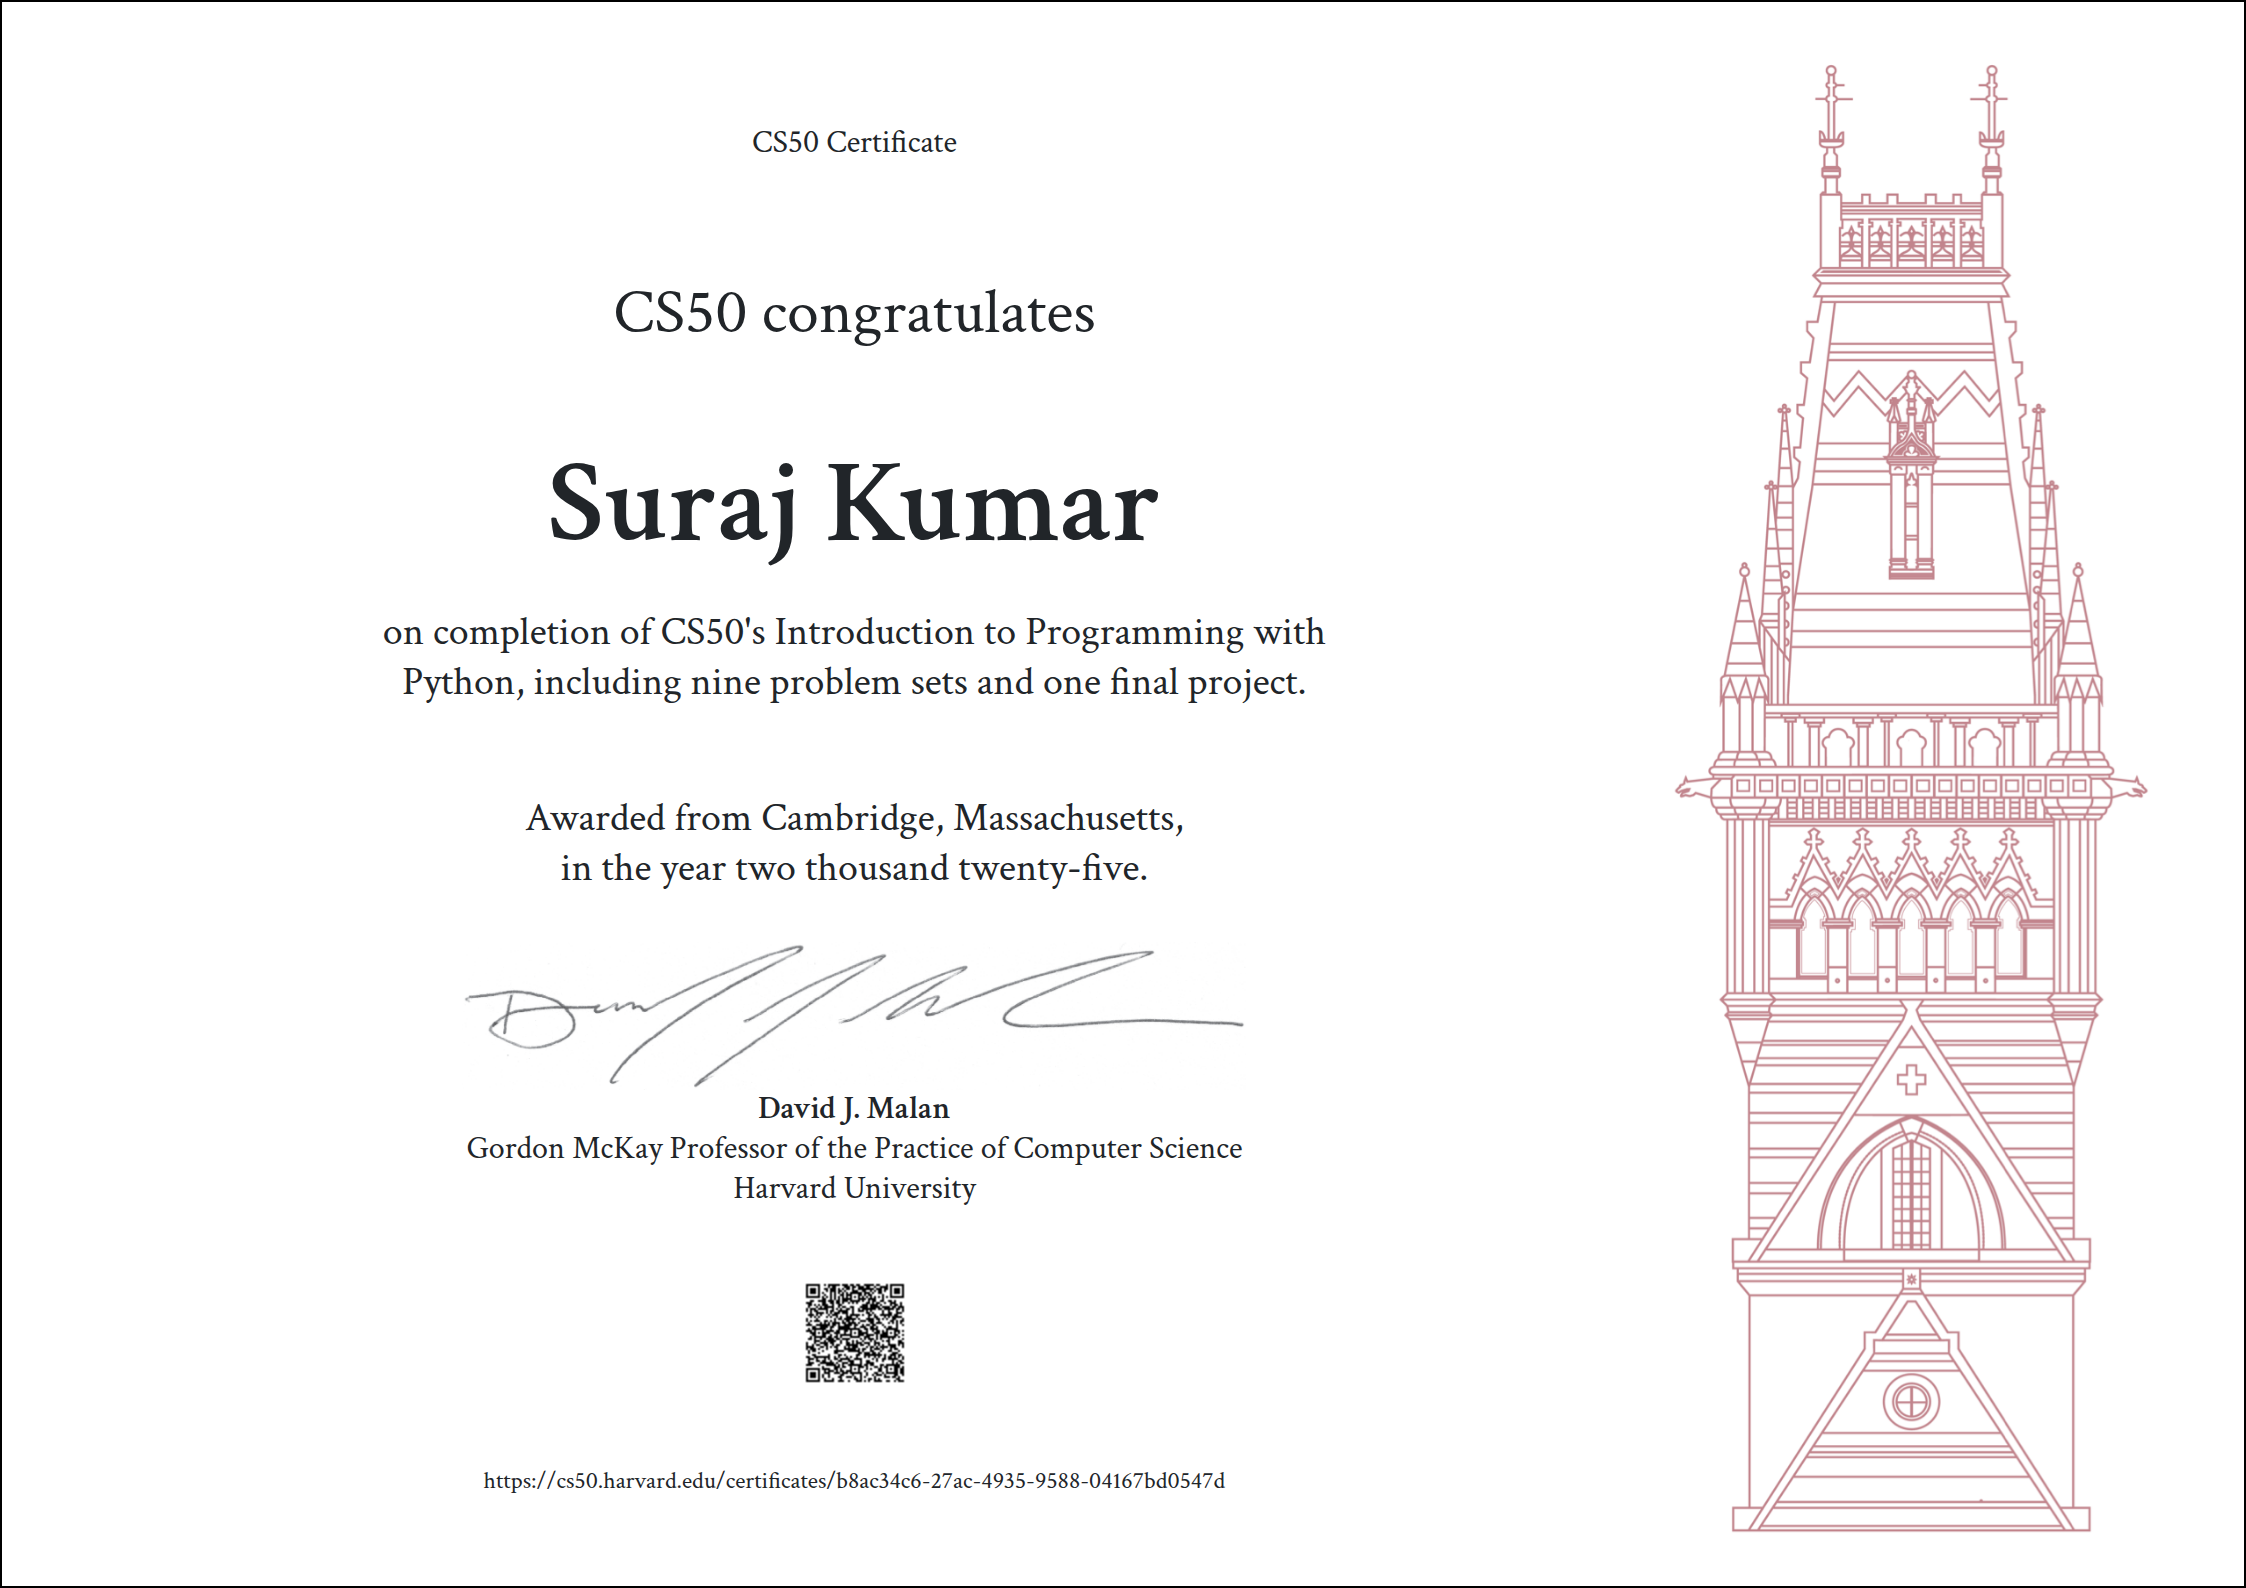 CS50 Certificate
CS50 congratulates
Suraj Kumar
on completion of CS50's Introduction to Programming with
Python, including nine problem sets and one final project.
Awarded from Cambridge, Massachusetts,
in the year two thousand twenty-five.
David J. Malan
Gordon McKay Professor of the Practice of Computer Science
Harvard University
https://cs50.harvard.edu/certificates/b8ac34c6-27ac-4935-9588-04167bd0547d